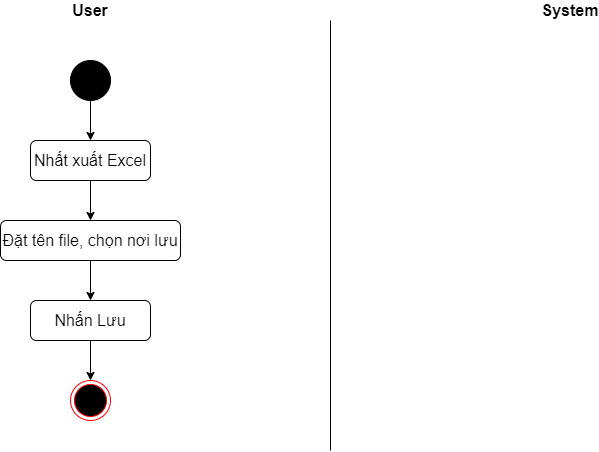 User
System
Nhất xuất Excel
Đặt tên file, chọn nơi lưu
Nhấn Lưu